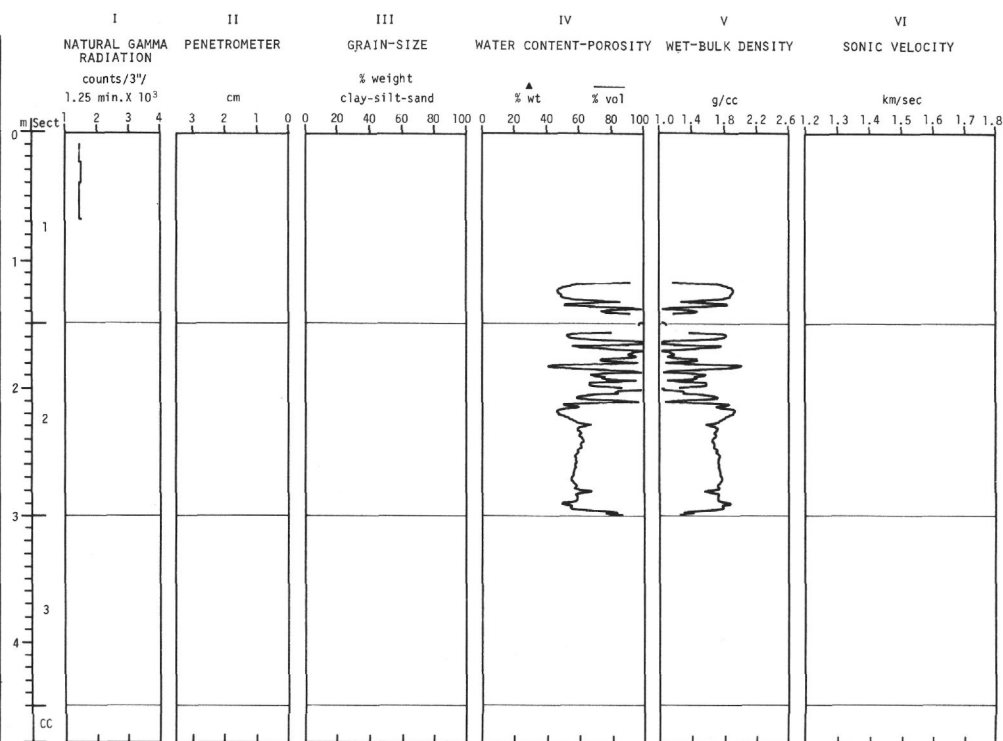 I II III IV V VI
NATURAL GAMMA RADIATION PENETROMETER GRAIN-SIZE WATER CONTENT-POROSITY WET-BULK DENSITY SONIC VELOCITY
counts/3"/ % weight ▲
1.25 min.X 10³ cm clay-silt-sand % wt % vol g/cc km/sec
m Sect 1 2 3 4 3 2 1 0 0 20 40 60 80 100 0 20 40 60 80 100 1.0 1.4 1.8 2.2 2.6 1.2 1.3 1.4 1.5 1.6 1.7 1.8
0
1
1
2
2
3
3
4
CC